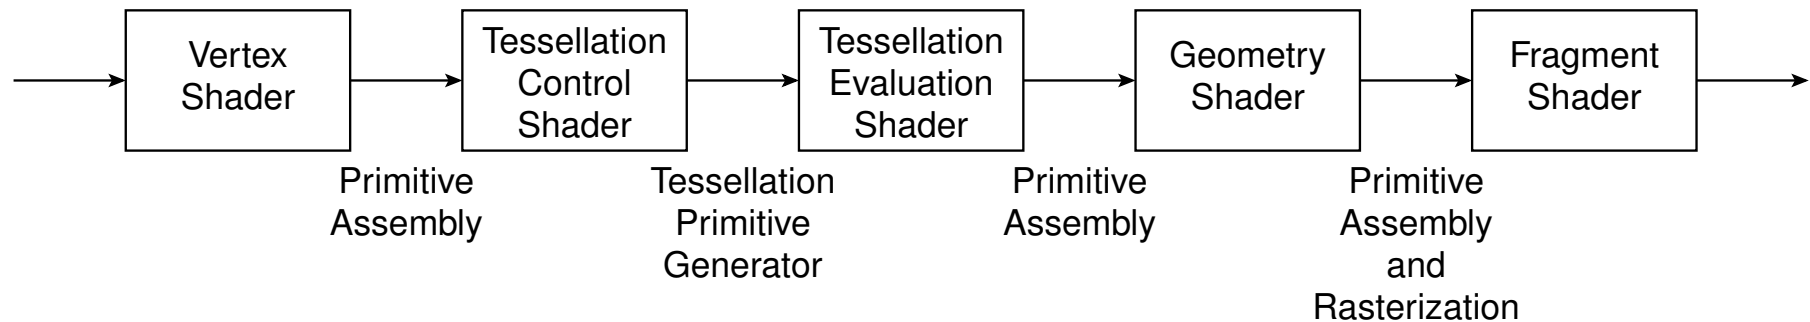 Vertex
Shader
Tessellation
Control
Shader
Tessellation
Evaluation
Shader
Geometry
Shader
Fragment
Shader
Primitive
Assembly
Tessellation
Primitive
Generator
Primitive
Assembly
Primitive
Assembly
and
Rasterization